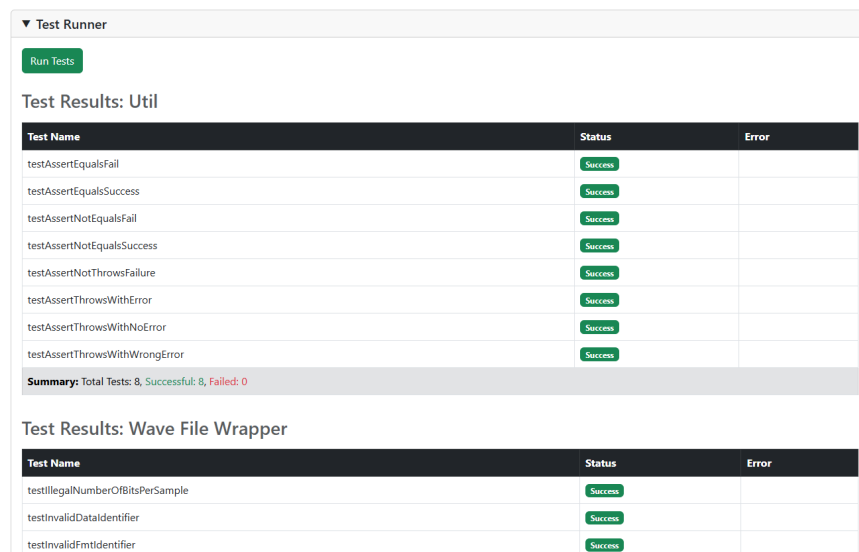 ▼ Test Runner
Run Tests
Test Results: Util
Test Name Status Error
testAssertEqualsFail Success
testAssertEqualsSuccess Success
testAssertNotEqualsFail Success
testAssertNotEqualsSuccess Success
testAssertNotThrowsFailure Success
testAssertThrowsWithError Success
testAssertThrowsWithNoError Success
testAssertThrowsWithWrongError Success
Summary: Total Tests: 8, Successful: 8, Failed: 0
Test Results: Wave File Wrapper
Test Name Status Error
testIllegalNumberOfBitsPerSample Success
testInvalidDataIdentifier Success
testInvalidFmtIdentifier Success